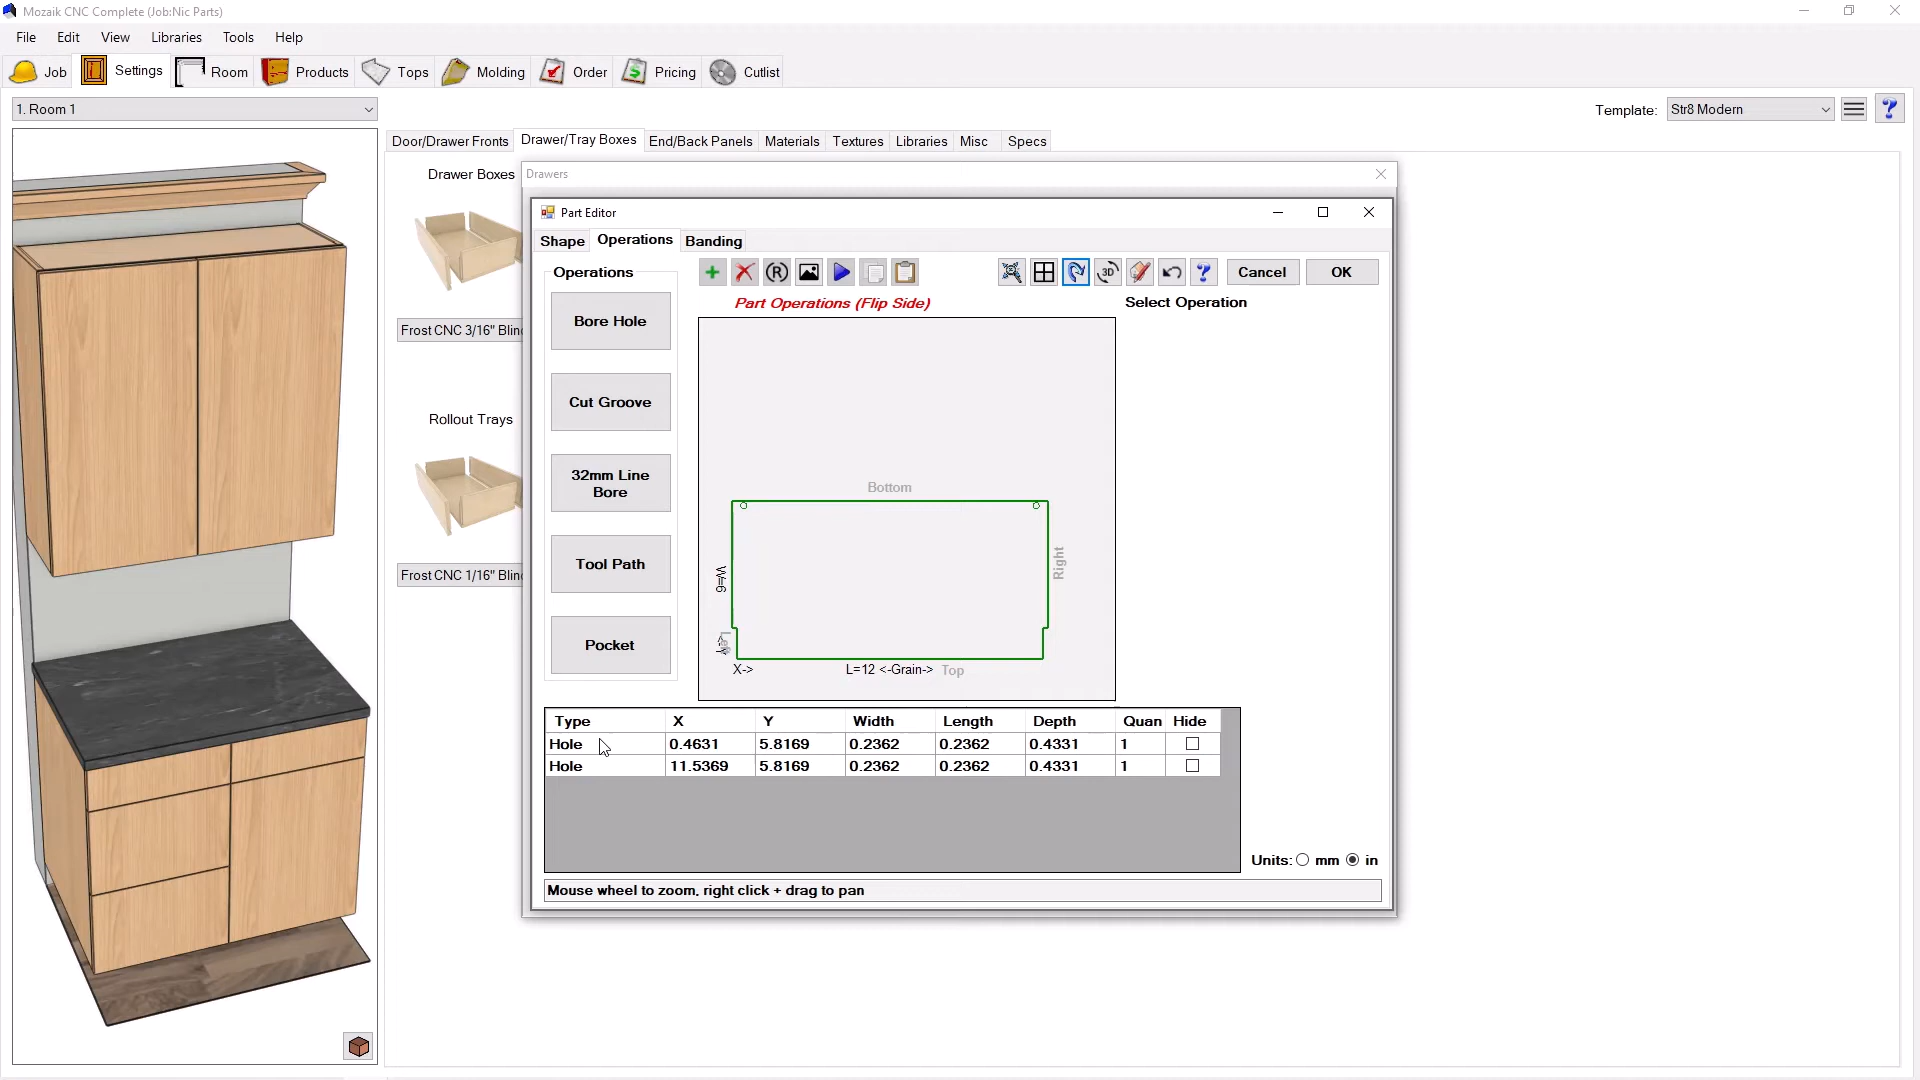 Mozaik CNC Complete (Job:Nic Parts)
File Edit View Libraries Tools Help
Job Settings Room Products Tops Molding Order Pricing Cutlist
1. Room 1
Template: Str8 Modern
Door/Drawer Fronts Drawer/Tray Boxes End/Back Panels Materials Textures Libraries Misc Specs
Drawer Boxes
Frost CNC 3/16" Blind
Rollout Trays
Frost CNC 1/16" Blind
Drawers
Part Editor
Shape Operations Banding
Operations
Bore Hole
Cut Groove
32mm Line
Bore
Tool Path
Pocket
(R) 3D ? Cancel OK
Part Operations (Flip Side)
Select Operation
Bottom
Right
W=6
X->
L=12 <-Grain-> Top
Type X Y Width Length Depth Quan Hide
Hole 0.4631 5.8169 0.2362 0.2362 0.4331 1
Hole 11.5369 5.8169 0.2362 0.2362 0.4331 1
Units: mm in
Mouse wheel to zoom, right click + drag to pan